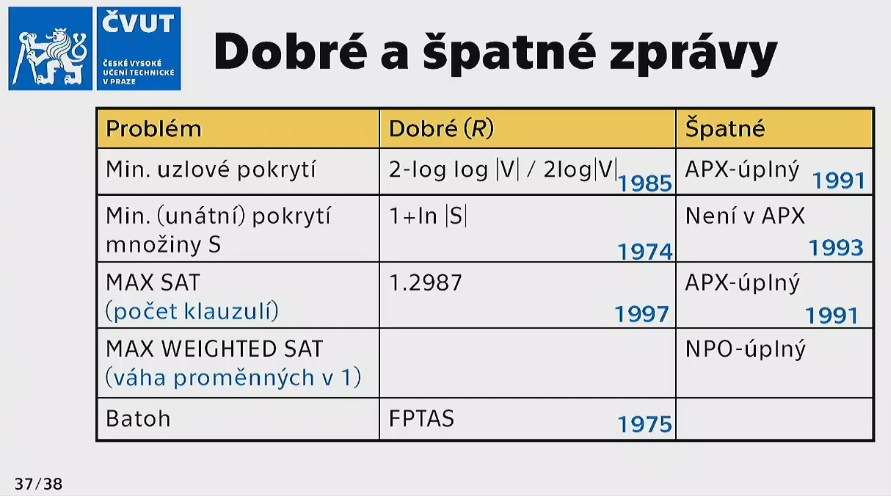 ČVUT
ČESKÉ VYSOKÉ
UČENÍ TECHNICKÉ
V PRAZE
Dobré a špatné zprávy
Problém Dobré (R) Špatné
Min. uzlové pokrytí 2-log log |V| / 2log|V| 1985 APX-úplný 1991
Min. (unátní) pokrytí 1+ln |S| Není v APX
množiny S 1974 1993
MAX SAT 1.2987 APX-úplný
(počet klauzulí) 1997 1991
MAX WEIGHTED SAT NPO-úplný
(váha proměnných v 1)
Batoh FPTAS 1975
37/38